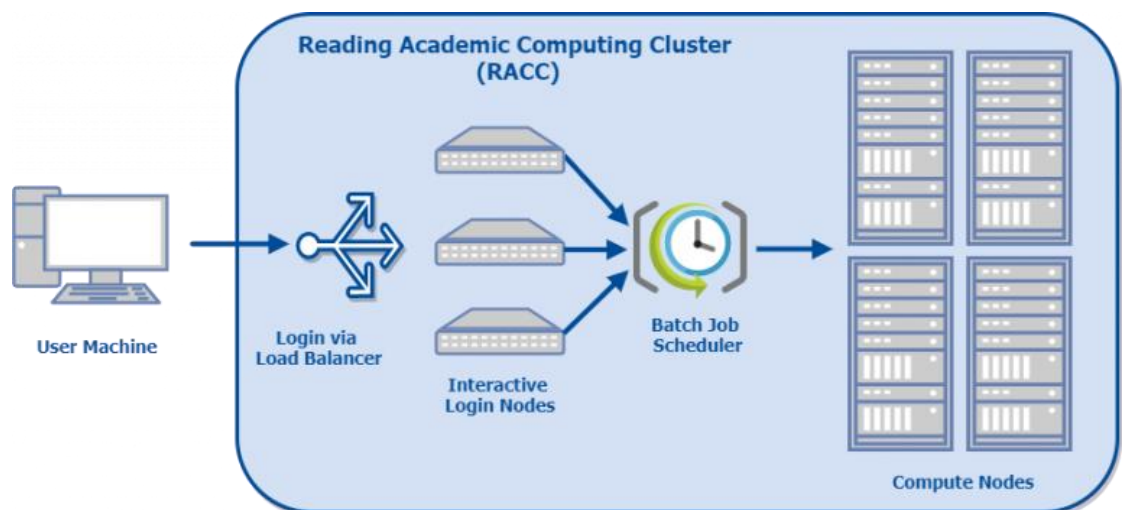 Reading Academic Computing Cluster
(RACC)
User Machine
Login via
Load Balancer
Interactive
Login Nodes
Batch Job
Scheduler
Compute Nodes